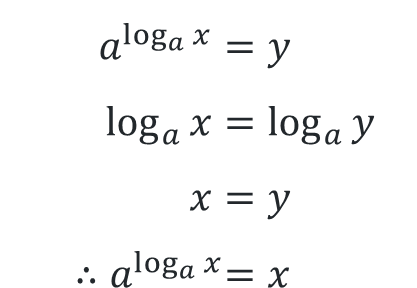 a^{log_a x} = y
log_a x = log_a y
x = y
∴ a^{log_a x} = x